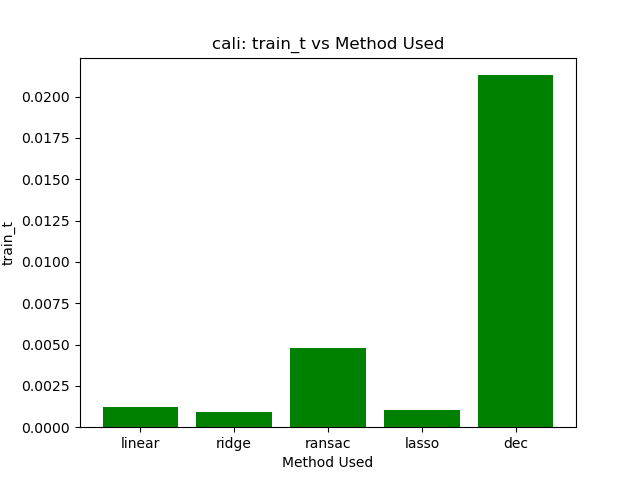 cali: train_t vs Method Used
0.0200
0.0175
0.0150
0.0125
0.0100
0.0075
0.0050
0.0025
0.0000
train_t
linear ridge ransac lasso dec
Method Used